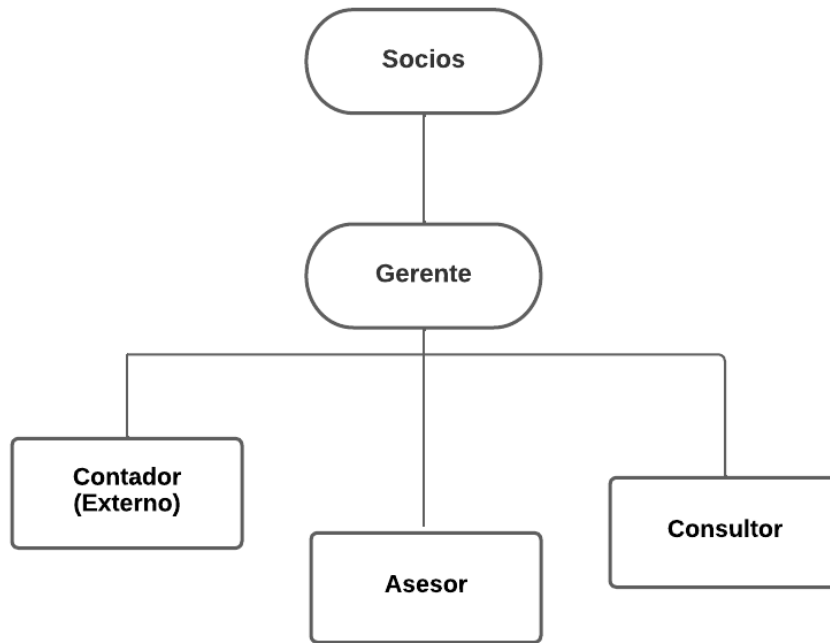 Socios
Gerente
Contador
(Externo)
Asesor
Consultor